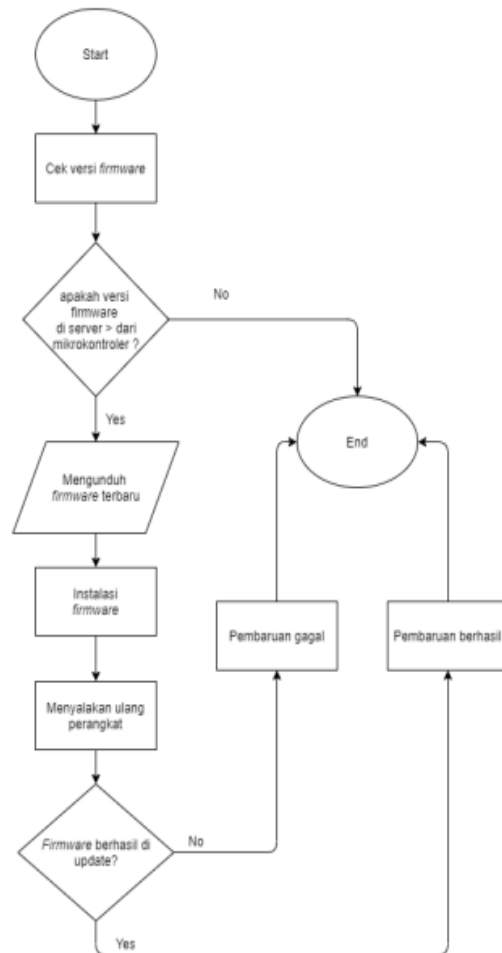 Start
Cek versi firmware
apakah versi
firmware
di server > dari
mikrokontroler ?
No
Yes
End
Mengunduh
firmware terbaru
Instalasi
firmware
Pembaruan gagal
Pembaruan berhasil
Menyalakan ulang
perangkat
Firmware berhasil di
update?
No
Yes